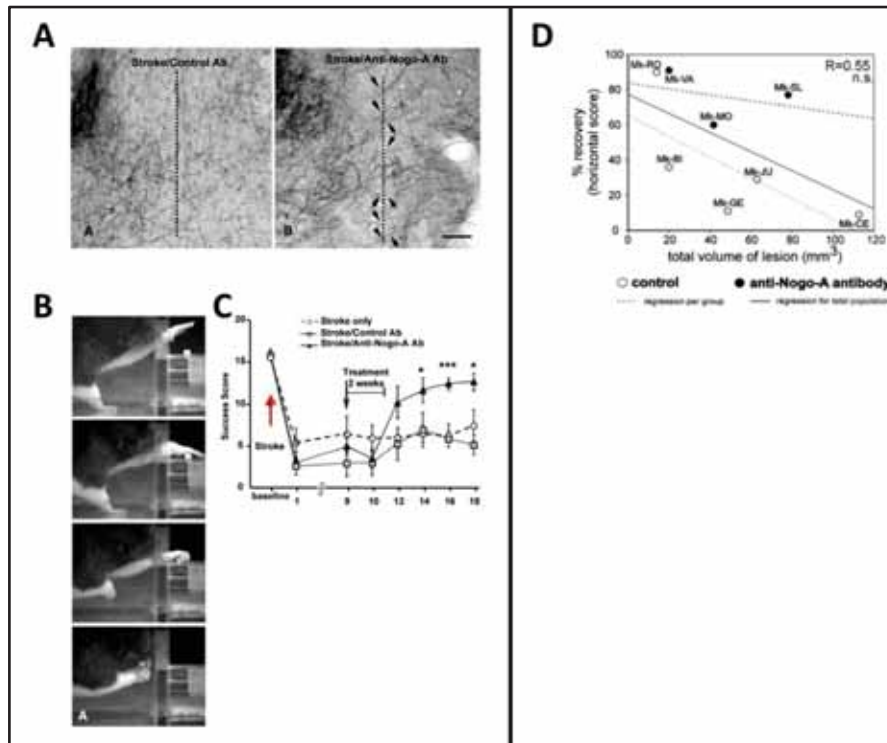 A
Stroke/Control Ab
Stroke/Anti-Nogo-A Ab
A
B
B
A
C
Stroke only
Stroke/Control Ab
Stroke/Anti-Nogo-A Ab
Success Score
20
15
10
5
0
Treatment
2 weeks
Stroke
* *** *
baseline 1 9 10 12 14 16 18
D
R=0.55
n.s.
% recovery
(horizontal score)
100
80
60
40
20
0
Mk-RO
Mk-VA
Mk-SL
Mk-MO
Mk-BI
Mk-JU
Mk-GE
Mk-CE
0 20 40 60 80 100 120
total volume of lesion (mm³)
control anti-Nogo-A antibody
regression per group regression for total population